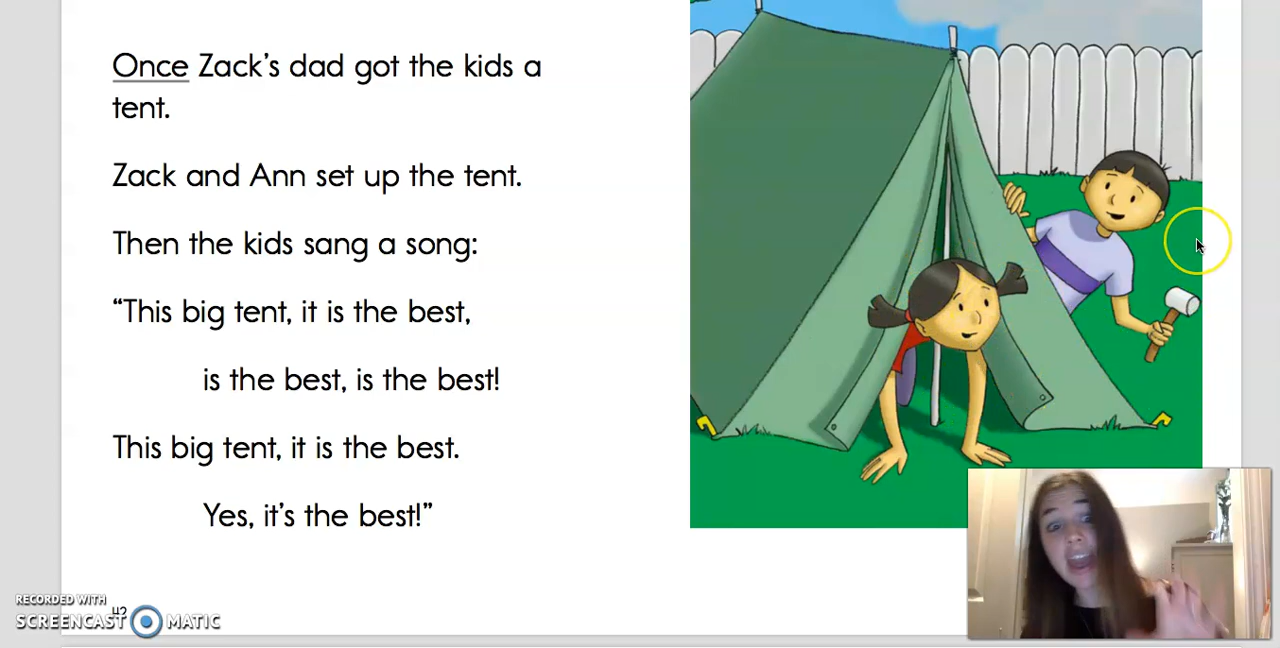 Once Zack's dad got the kids a
tent.
Zack and Ann set up the tent.
Then the kids sang a song:
“This big tent, it is the best,
is the best, is the best!
This big tent, it is the best.
Yes, it's the best!”
42
RECORDED WITH
SCREENCAST MATIC